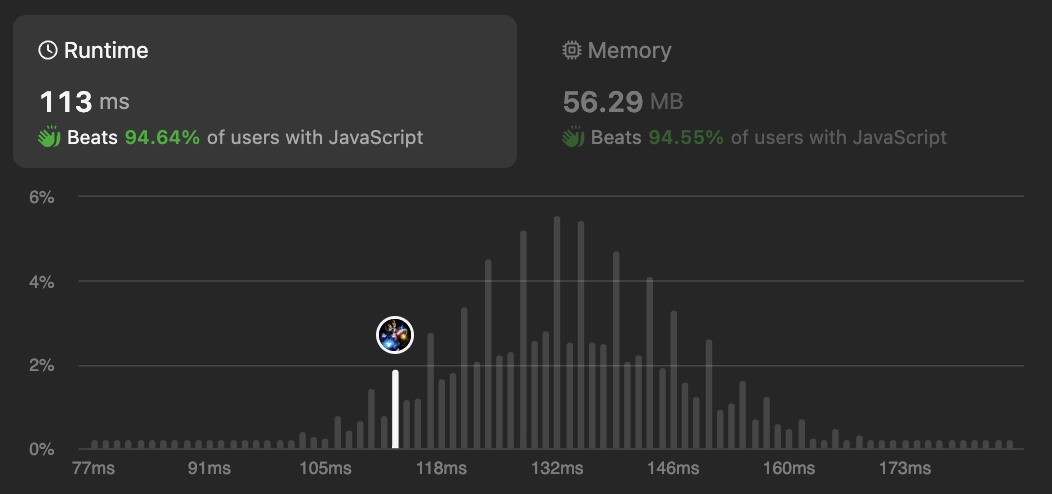 Runtime
113 ms
Beats 94.64% of users with JavaScript
Memory
56.29 MB
Beats 94.55% of users with JavaScript
6%
4%
2%
0%
77ms 91ms 105ms 118ms 132ms 146ms 160ms 173ms